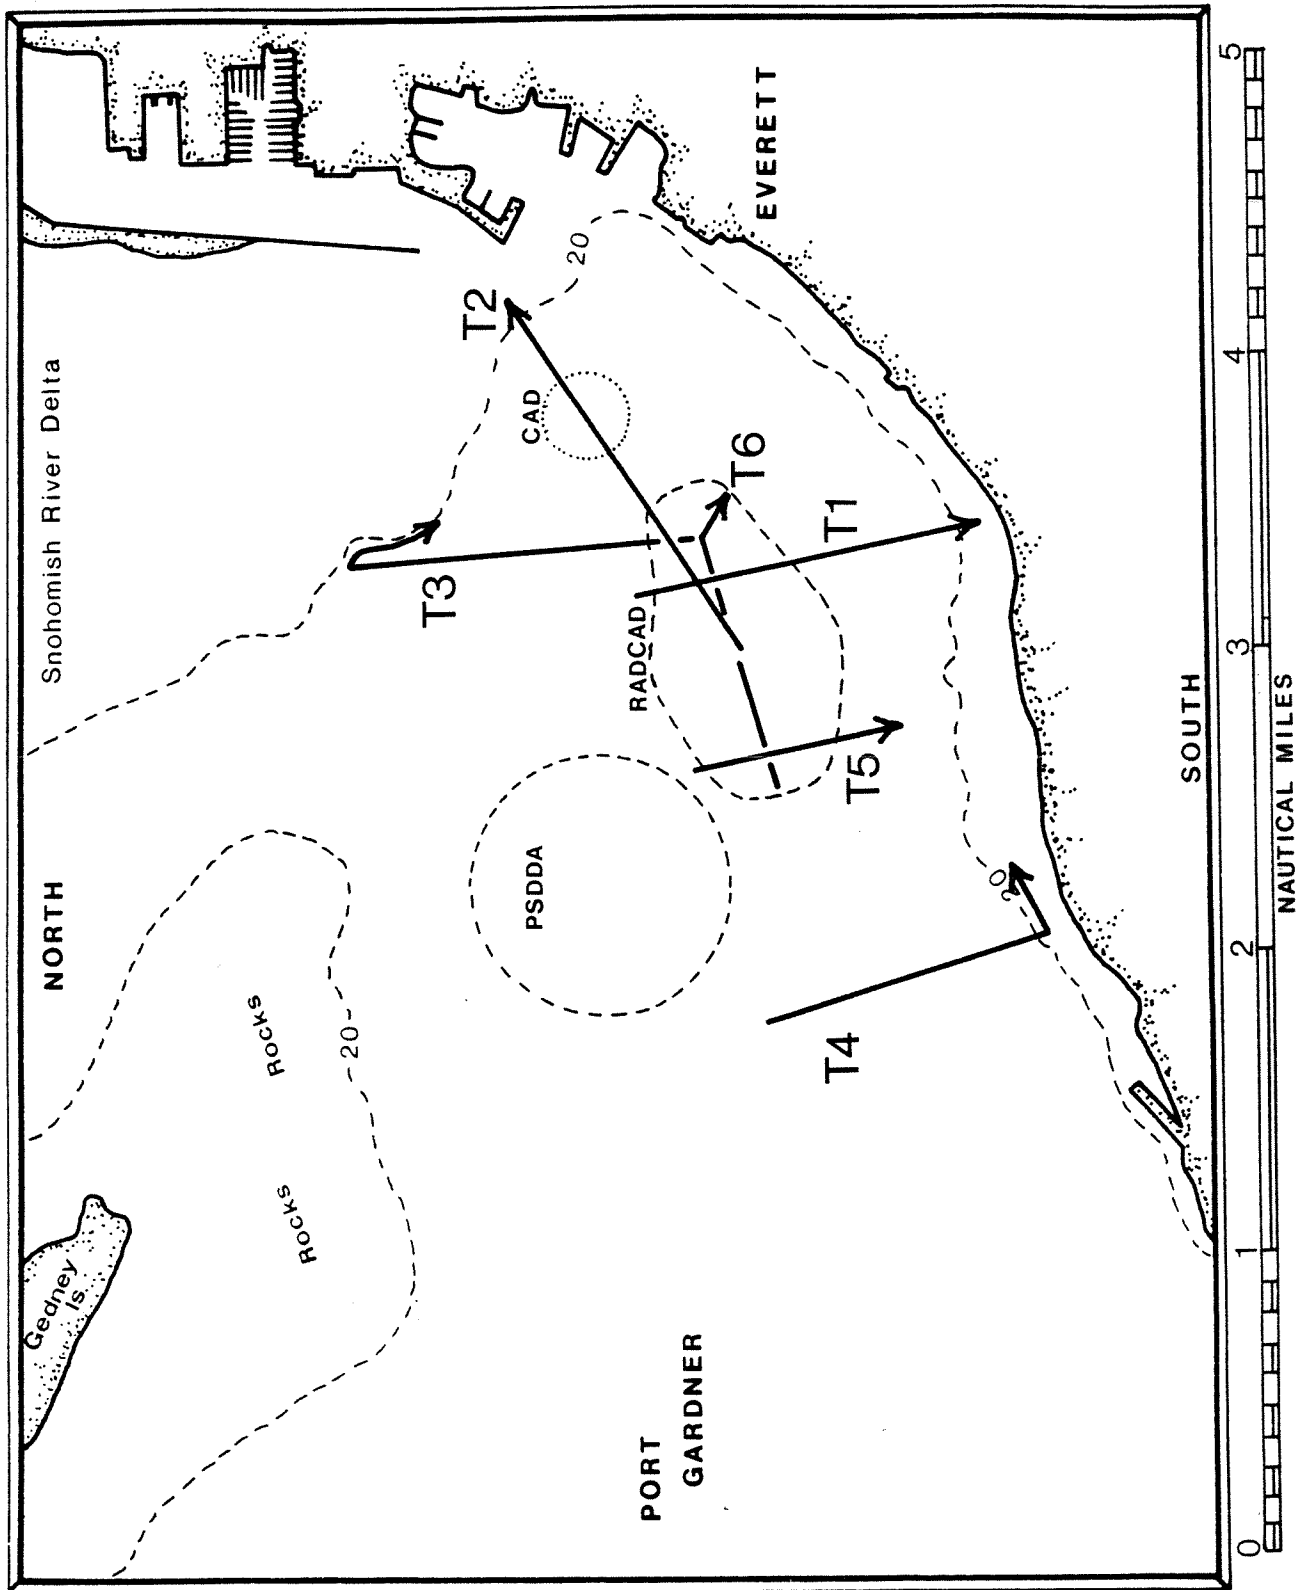 NORTH
Snohomish River Delta
Gedney
Is.
Rocks
Rocks
20
20
T2
CAD
T3
PSDDA
RADCAD
T6
T1
T5
T4
20
EVERETT
PORT
GARDNER
SOUTH
0
1
2
3
4
5
NAUTICAL MILES